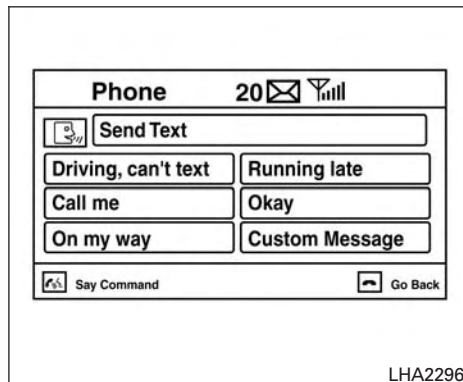 Phone 20
Send Text
Driving, can't text Running late
Call me Okay
On my way Custom Message
Say Command Go Back
LHA2296